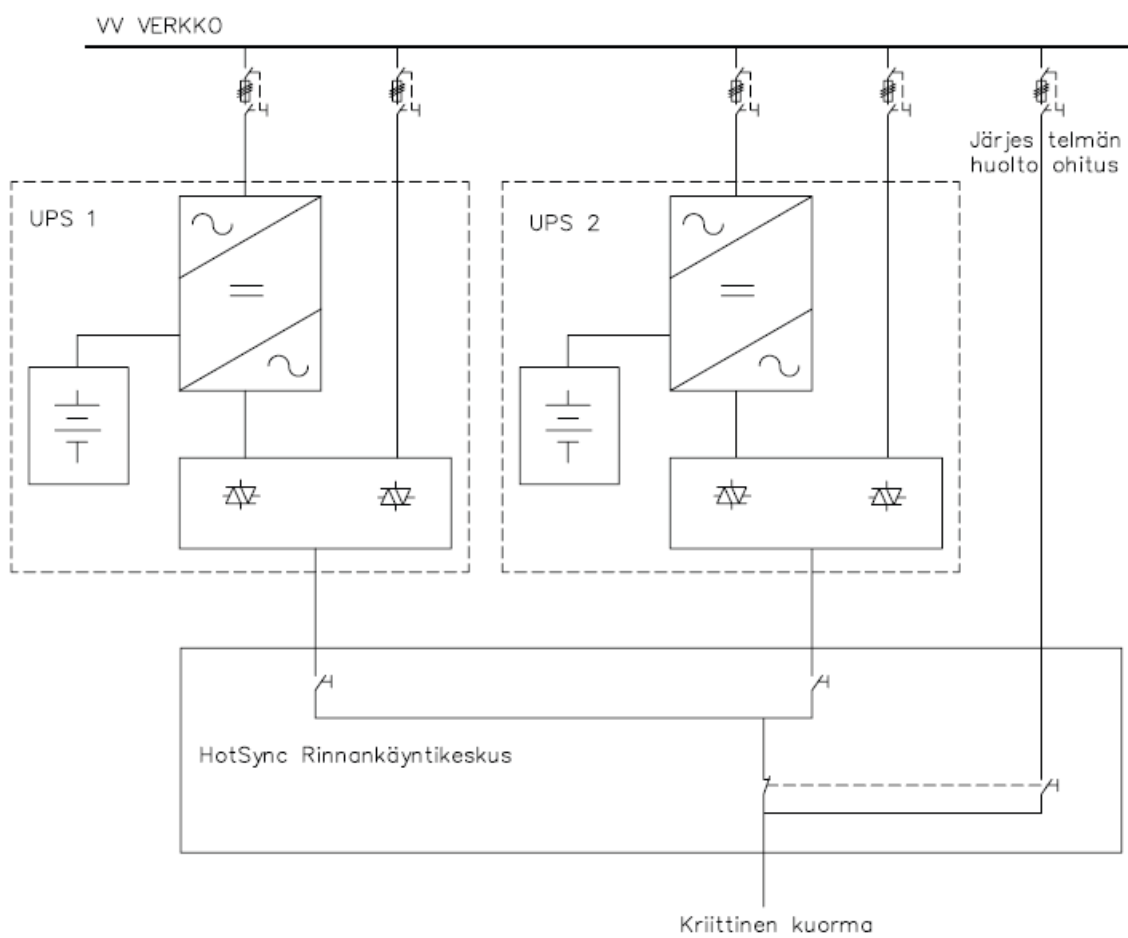 VV VERKKO
Järjes telmän
huolto ohitus
UPS 1
UPS 2
HotSync Rinnankäyntikeskus
Kriittinen kuorma